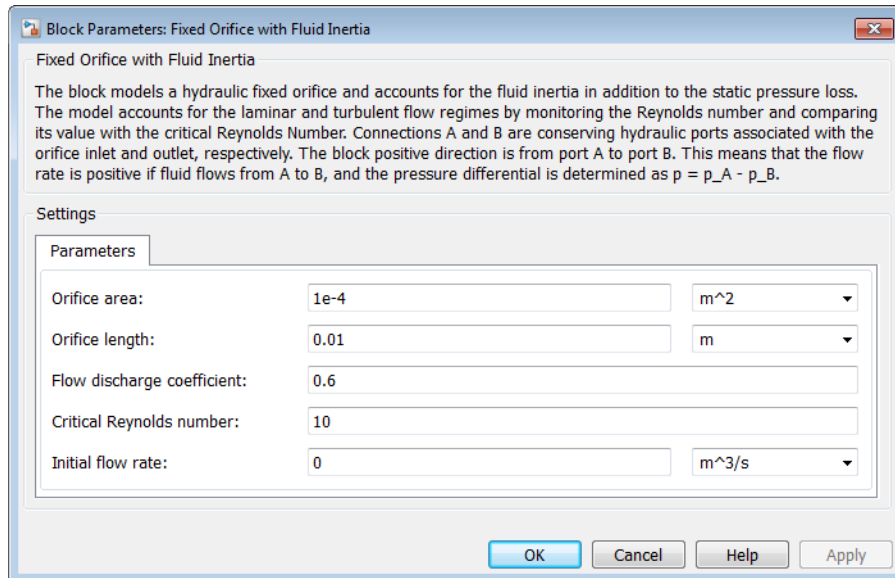 Block Parameters: Fixed Orifice with Fluid Inertia
Fixed Orifice with Fluid Inertia
The block models a hydraulic fixed orifice and accounts for the fluid inertia in addition to the static pressure loss.
The model accounts for the laminar and turbulent flow regimes by monitoring the Reynolds number and comparing
its value with the critical Reynolds Number. Connections A and B are conserving hydraulic ports associated with the
orifice inlet and outlet, respectively. The block positive direction is from port A to port B. This means that the flow
rate is positive if fluid flows from A to B, and the pressure differential is determined as p = p_A - p_B.
Settings
Parameters
Orifice area: 1e-4 m^2
Orifice length: 0.01 m
Flow discharge coefficient: 0.6
Critical Reynolds number: 10
Initial flow rate: 0 m^3/s
OK Cancel Help Apply